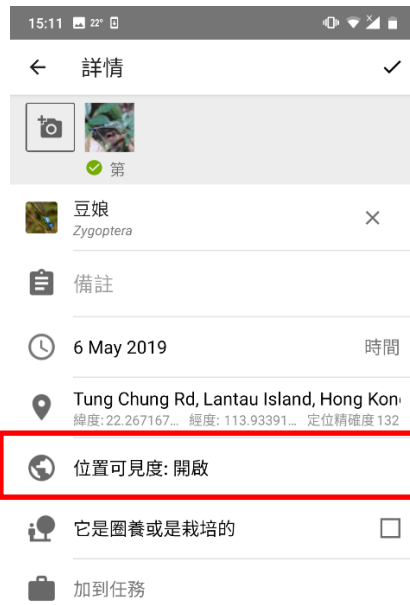 15:11 22°
詳情
第
豆娘
Zygoptera
備註
6 May 2019 時間
Tung Chung Rd, Lantau Island, Hong Kon
緯度: 22.267167... 經度: 113.93391... 定位精確度 132
位置可見度: 開啟
它是圈養或是栽培的
加到任務